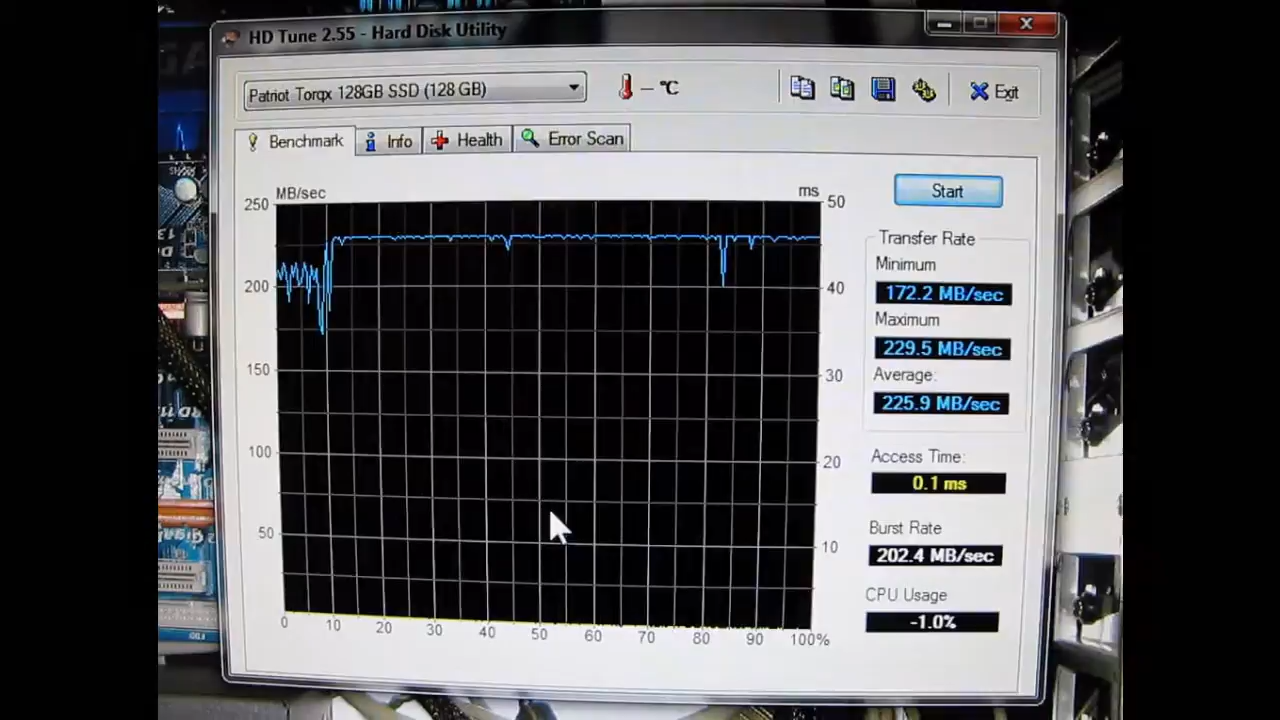 HD Tune 2.55 - Hard Disk Utility
Patriot Torqx 128GB SSD (128 GB)
– °C
Exit
Benchmark
Info
Health
Error Scan
MB/sec
ms
250
200
150
100
50
50
40
30
20
10
0 10 20 30 40 50 60 70 80 90 100%
Start
Transfer Rate
Minimum
172.2 MB/sec
Maximum
229.5 MB/sec
Average:
225.9 MB/sec
Access Time:
0.1 ms
Burst Rate
202.4 MB/sec
CPU Usage
-1.0%